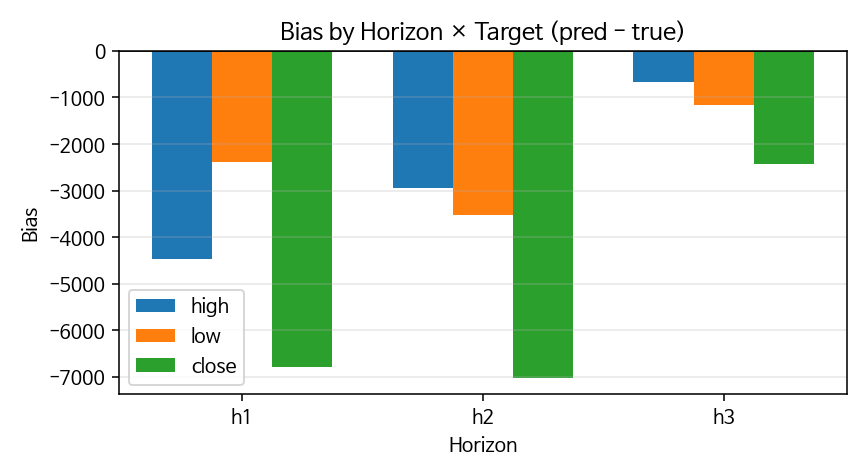 Bias by Horizon × Target (pred − true)
0
−1000
−2000
−3000
−4000
−5000
−6000
−7000
Bias
high
low
close
h1 h2 h3
Horizon